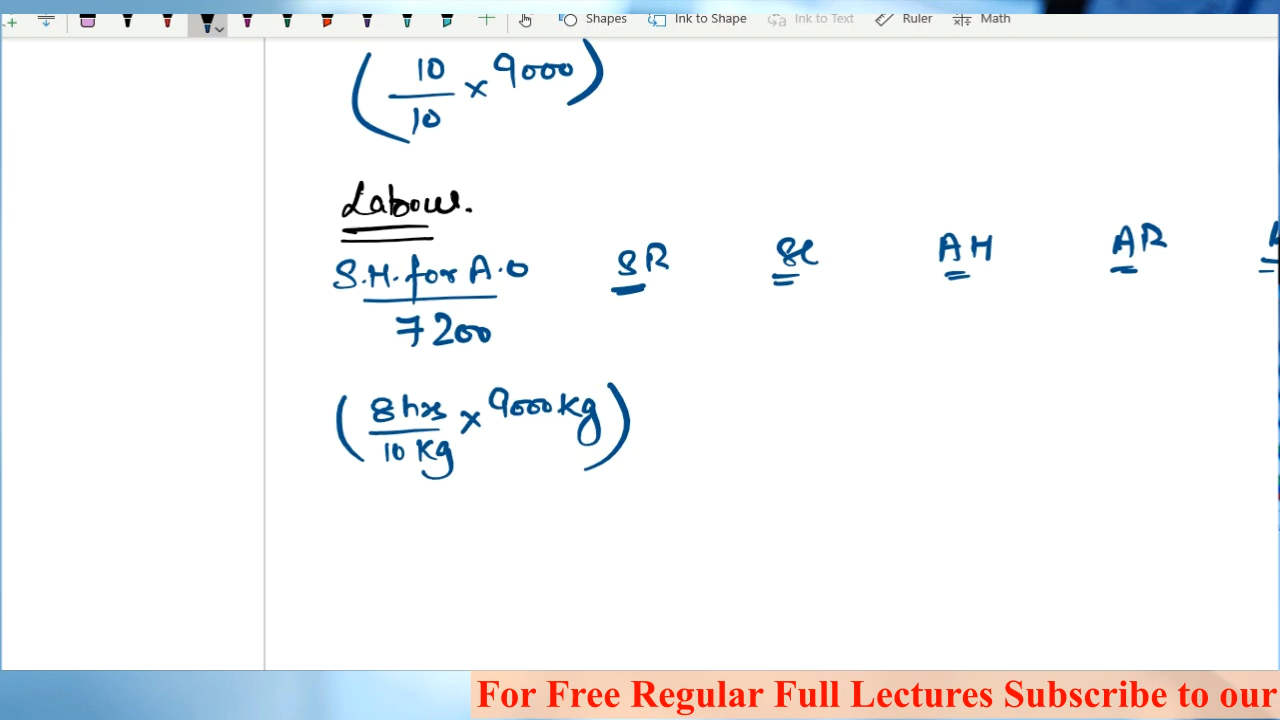 Shapes Ink to Shape Ink to Text Ruler Math
( 10/10 × 9000 )
Labour.
S.H. for A.O SR SC AH AR
7200
( 8 hrs/10 Kg × 9000 Kg )
For Free Regular Full Lectures Subscribe to our